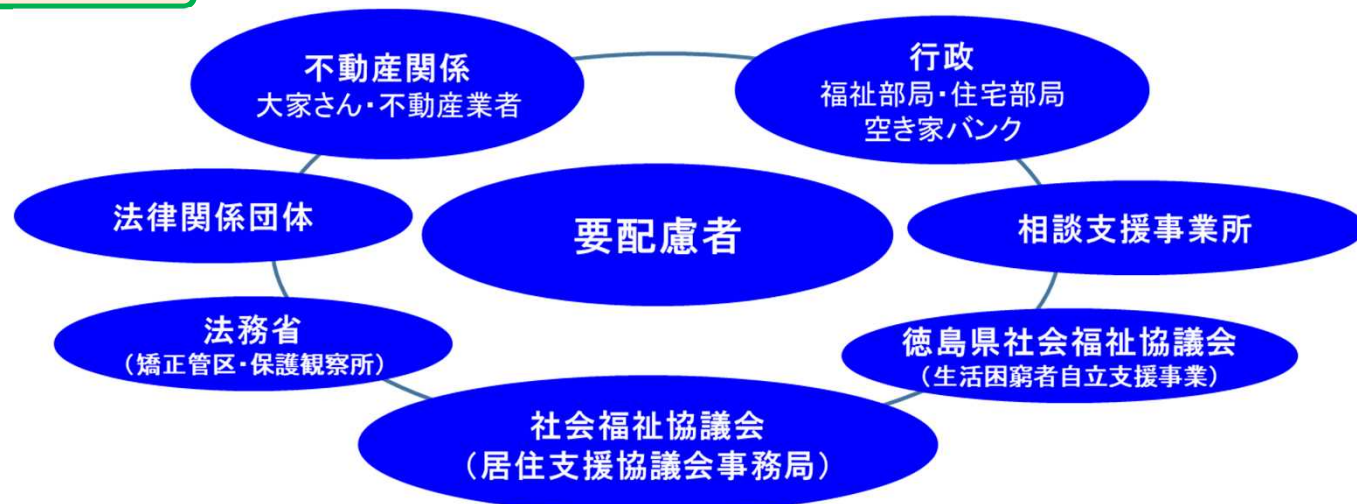 不動産関係
大家さん・不動産業者
行政
福祉部局・住宅部局
空き家バンク
法律関係団体
要配慮者
相談支援事業所
法務省
（矯正管区・保護観察所）
徳島県社会福祉協議会
（生活困窮者自立支援事業）
社会福祉協議会
（居住支援協議会事務局）